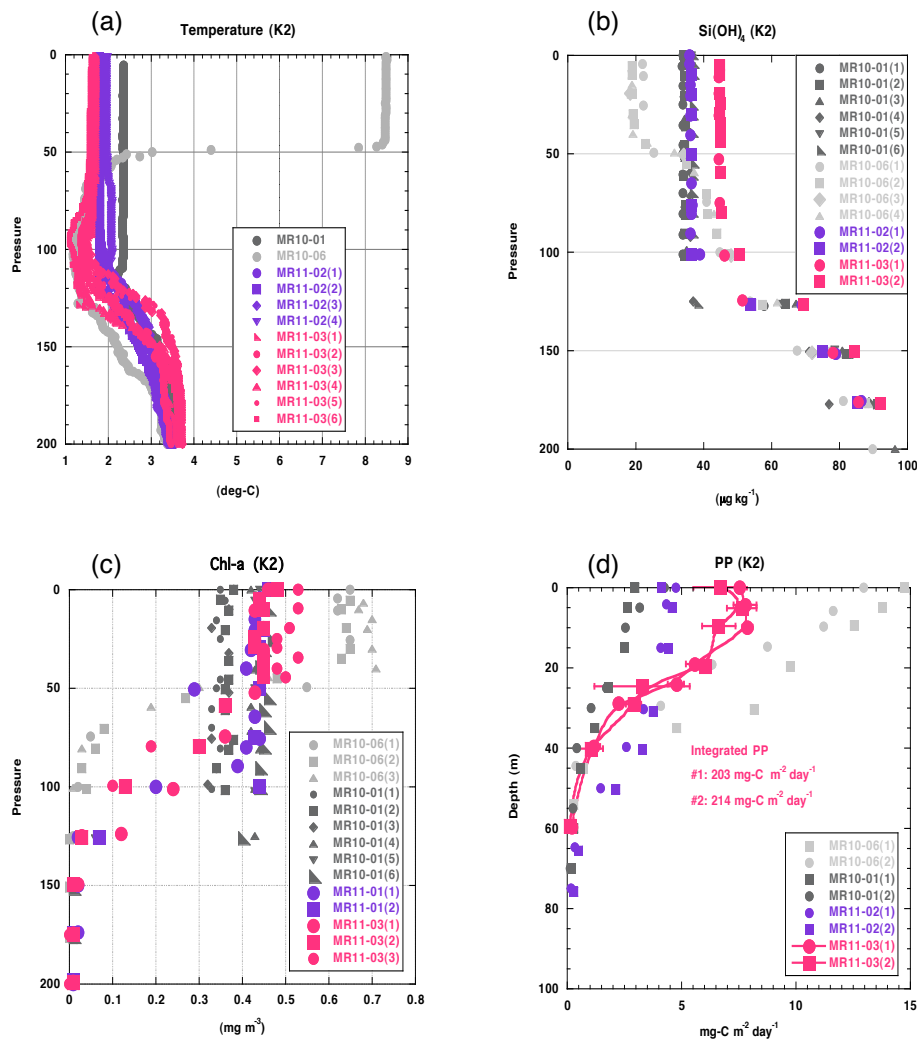 (a)
Temperature (K2)
0
50
100
150
200
Pressure
1
2
3
4
5
6
7
8
9
(deg-C)
MR10-01
MR10-06
MR11-02(1)
MR11-02(2)
MR11-02(3)
MR11-02(4)
MR11-03(1)
MR11-03(2)
MR11-03(3)
MR11-03(4)
MR11-03(5)
MR11-03(6)
(b)
Si(OH)4 (K2)
0
50
100
150
200
Pressure
0
20
40
60
80
100
(µg kg-1)
MR10-01(1)
MR10-01(2)
MR10-01(3)
MR10-01(4)
MR10-01(5)
MR10-01(6)
MR10-06(1)
MR10-06(2)
MR10-06(3)
MR10-06(4)
MR11-02(1)
MR11-02(2)
MR11-03(1)
MR11-03(2)
(c)
Chl-a (K2)
0
50
100
150
200
Pressure
0
0.1
0.2
0.3
0.4
0.5
0.6
0.7
0.8
(mg m-3)
MR10-06(1)
MR10-06(2)
MR10-06(3)
MR10-01(1)
MR10-01(2)
MR10-01(3)
MR10-01(4)
MR10-01(5)
MR10-01(6)
MR11-01(1)
MR11-01(2)
MR11-03(1)
MR11-03(2)
MR11-03(3)
(d)
PP (K2)
0
20
40
60
80
100
Depth (m)
0
5
10
15
mg-C m-2 day-1
Integrated PP
#1: 203 mg-C m-2 day-1
#2: 214 mg-C m-2 day-1
MR10-06(1)
MR10-06(2)
MR10-01(1)
MR10-01(2)
MR11-02(1)
MR11-02(2)
MR11-03(1)
MR11-03(2)